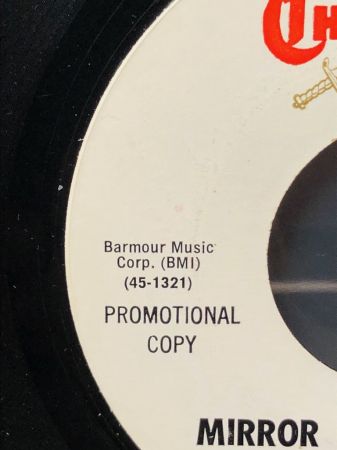 Barmour Music
Corp. (BMI)
(45-1321)
PROMOTIONAL
COPY
MIRROR